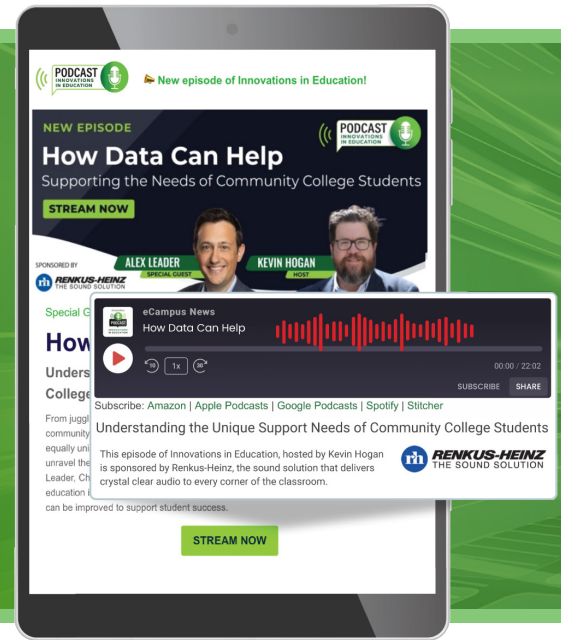 PODCAST
INNOVATIONS
IN EDUCATION
New episode of Innovations in Education!
NEW EPISODE
PODCAST
INNOVATIONS
IN EDUCATION
How Data Can Help
Supporting the Needs of Community College Students
STREAM NOW
SPONSORED BY
rh RENKUS-HEINZ
THE SOUND SOLUTION
ALEX LEADER
SPECIAL GUEST
KEVIN HOGAN
HOST
Special G
How
Unders
College
From juggl
community
equally uni
unravel the
Leader, Ch
education i
can be improved to support student success.
STREAM NOW
PODCAST
eCampus News
How Data Can Help
10
1x
30
00:00 / 22:02
SUBSCRIBE
SHARE
Subscribe: Amazon | Apple Podcasts | Google Podcasts | Spotify | Stitcher
Understanding the Unique Support Needs of Community College Students
This episode of Innovations in Education, hosted by Kevin Hogan
is sponsored by Renkus-Heinz, the sound solution that delivers
crystal clear audio to every corner of the classroom.
rh RENKUS-HEINZ
THE SOUND SOLUTION